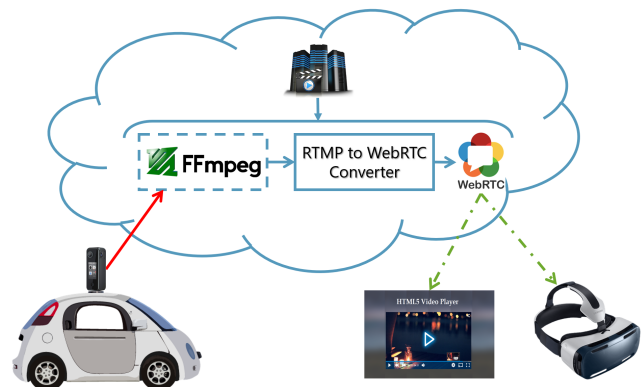 FFmpeg
RTMP to WebRTC
Converter
WebRTC
HTML5 Video Player